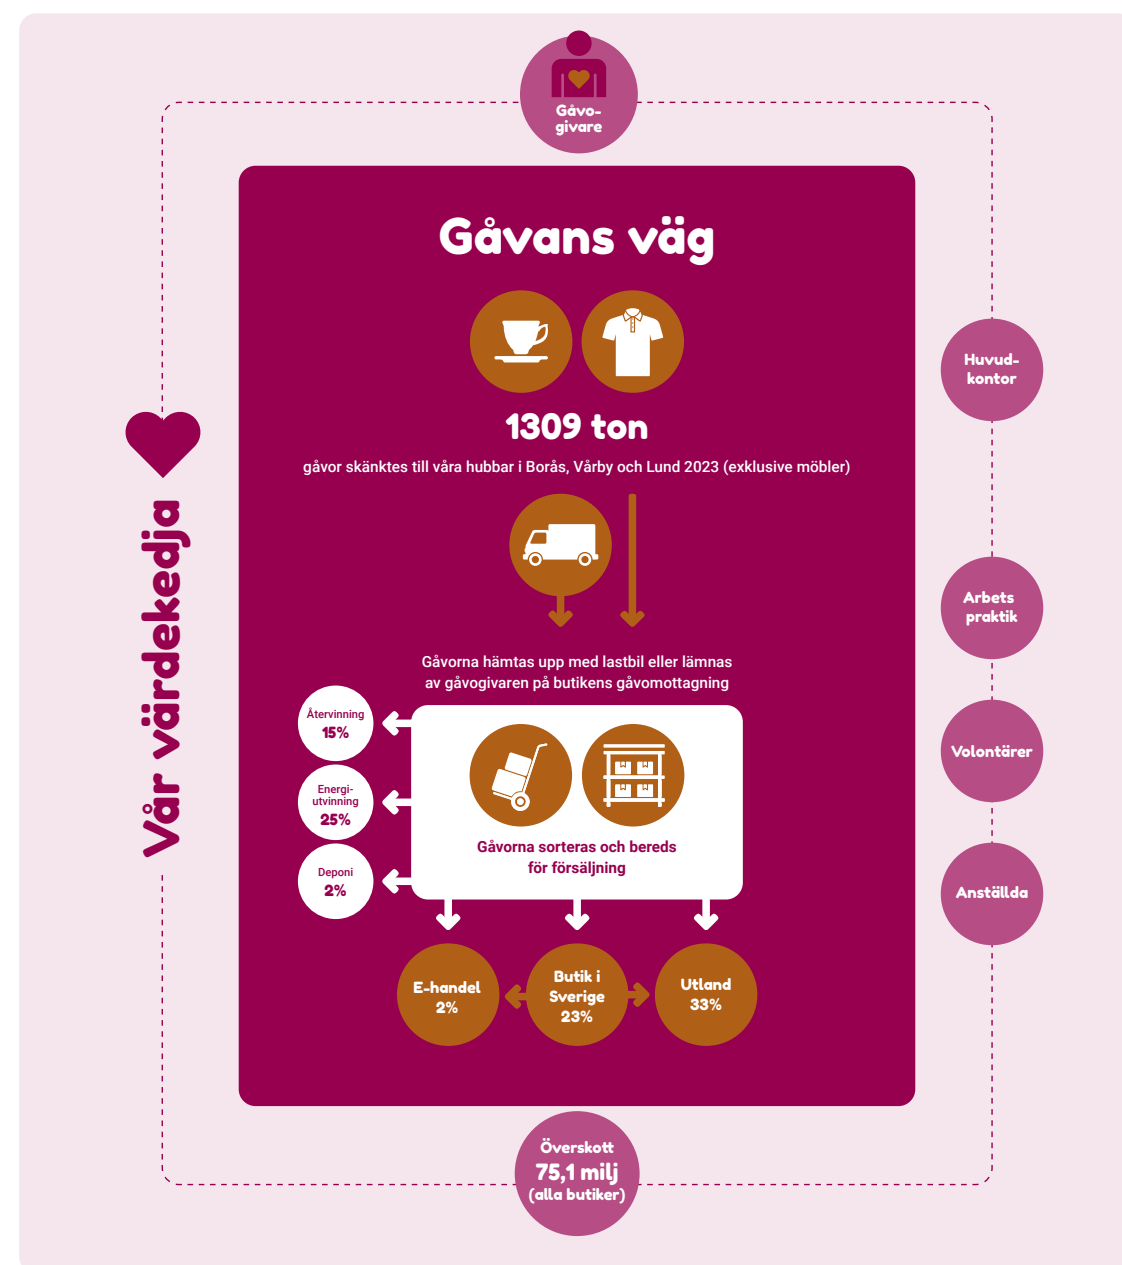 Gåvo-
givare
Gåvans väg
1309 ton
gåvor skänktes till våra hubbar i Borås, Vårby och Lund 2023 (exklusive möbler)
Gåvorna hämtas upp med lastbil eller lämnas
av gåvogivaren på butikens gåvomottagning
Återvinning
15%
Energi-
utvinning
25%
Deponi
2%
Gåvorna sorteras och bereds
för försäljning
E-handel
2%
Butik i
Sverige
23%
Utland
33%
Vår värdekedja
Huvud-
kontor
Arbets
praktik
Volontärer
Anställda
Överskott
75,1 milj
(alla butiker)